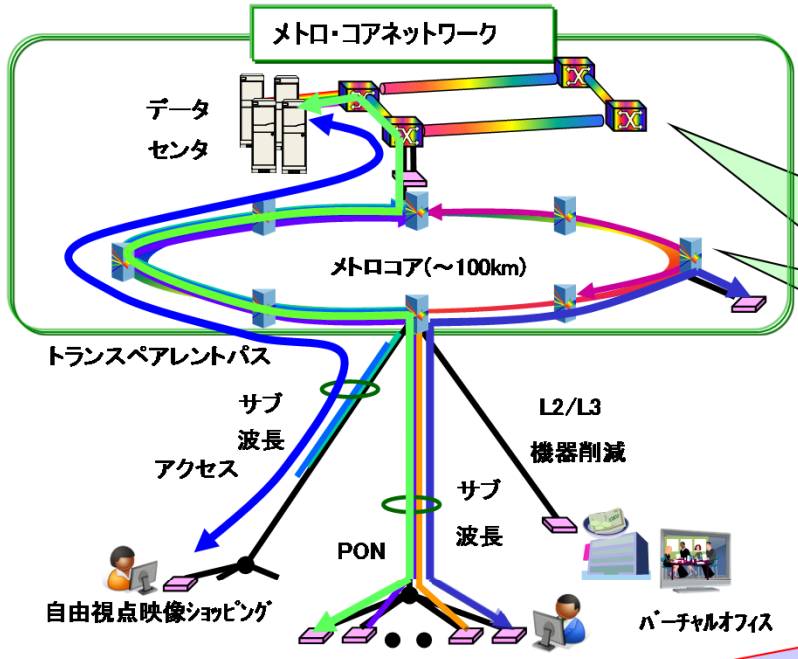 メトロ・コアネットワーク
データ
センタ
メトロコア(～100km)
トランスペアレントパス
サブ
波長
アクセス
L2/L3
機器削減
サブ
波長
PON
自由視点映像ショッピング
バーチャルオフィス